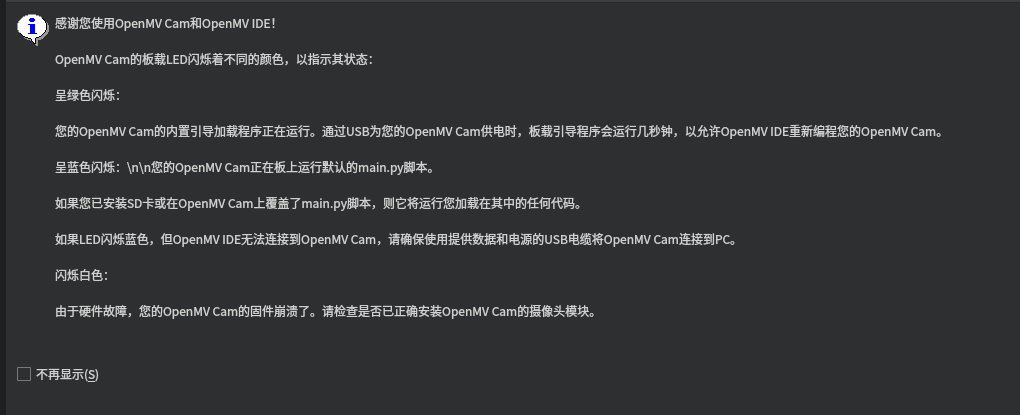 感谢您使用OpenMV Cam和OpenMV IDE！
OpenMV Cam的板载LED闪烁着不同的颜色，以指示其状态：
呈绿色闪烁：
您的OpenMV Cam的内置引导加载程序正在运行。通过USB为您的OpenMV Cam供电时，板载引导程序会运行几秒钟，以允许OpenMV IDE重新编程您的OpenMV Cam。
呈蓝色闪烁：\n\n您的OpenMV Cam正在板上运行默认的main.py脚本。
如果您已安装SD卡或在OpenMV Cam上覆盖了main.py脚本，则它将运行您加载在其中的任何代码。
如果LED闪烁蓝色，但OpenMV IDE无法连接到OpenMV Cam，请确保使用提供数据和电源的USB电缆将OpenMV Cam连接到PC。
闪烁白色：
由于硬件故障，您的OpenMV Cam的固件崩溃了。请检查是否已正确安装OpenMV Cam的摄像头模块。
不再显示(S)